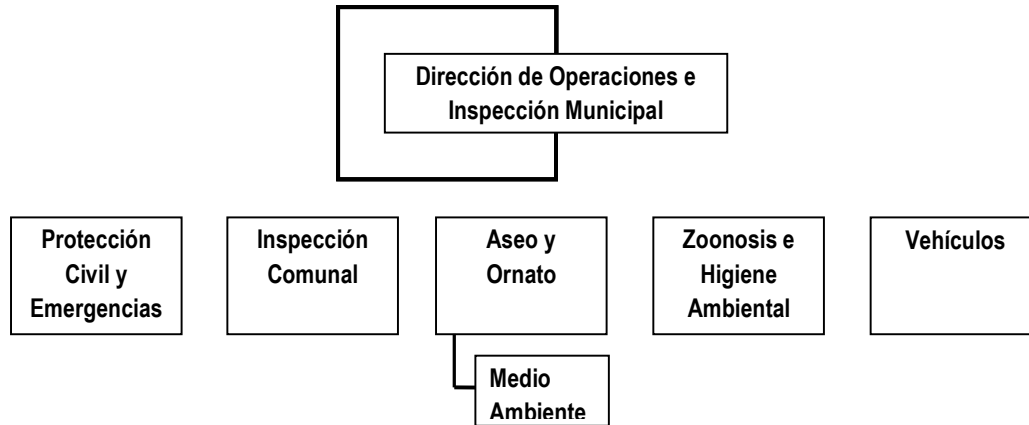 Dirección de Operaciones e
Inspección Municipal
Protección
Civil y
Emergencias
Inspección
Comunal
Aseo y
Ornato
Zoonosis e
Higiene
Ambiental
Vehículos
Medio
Ambiente